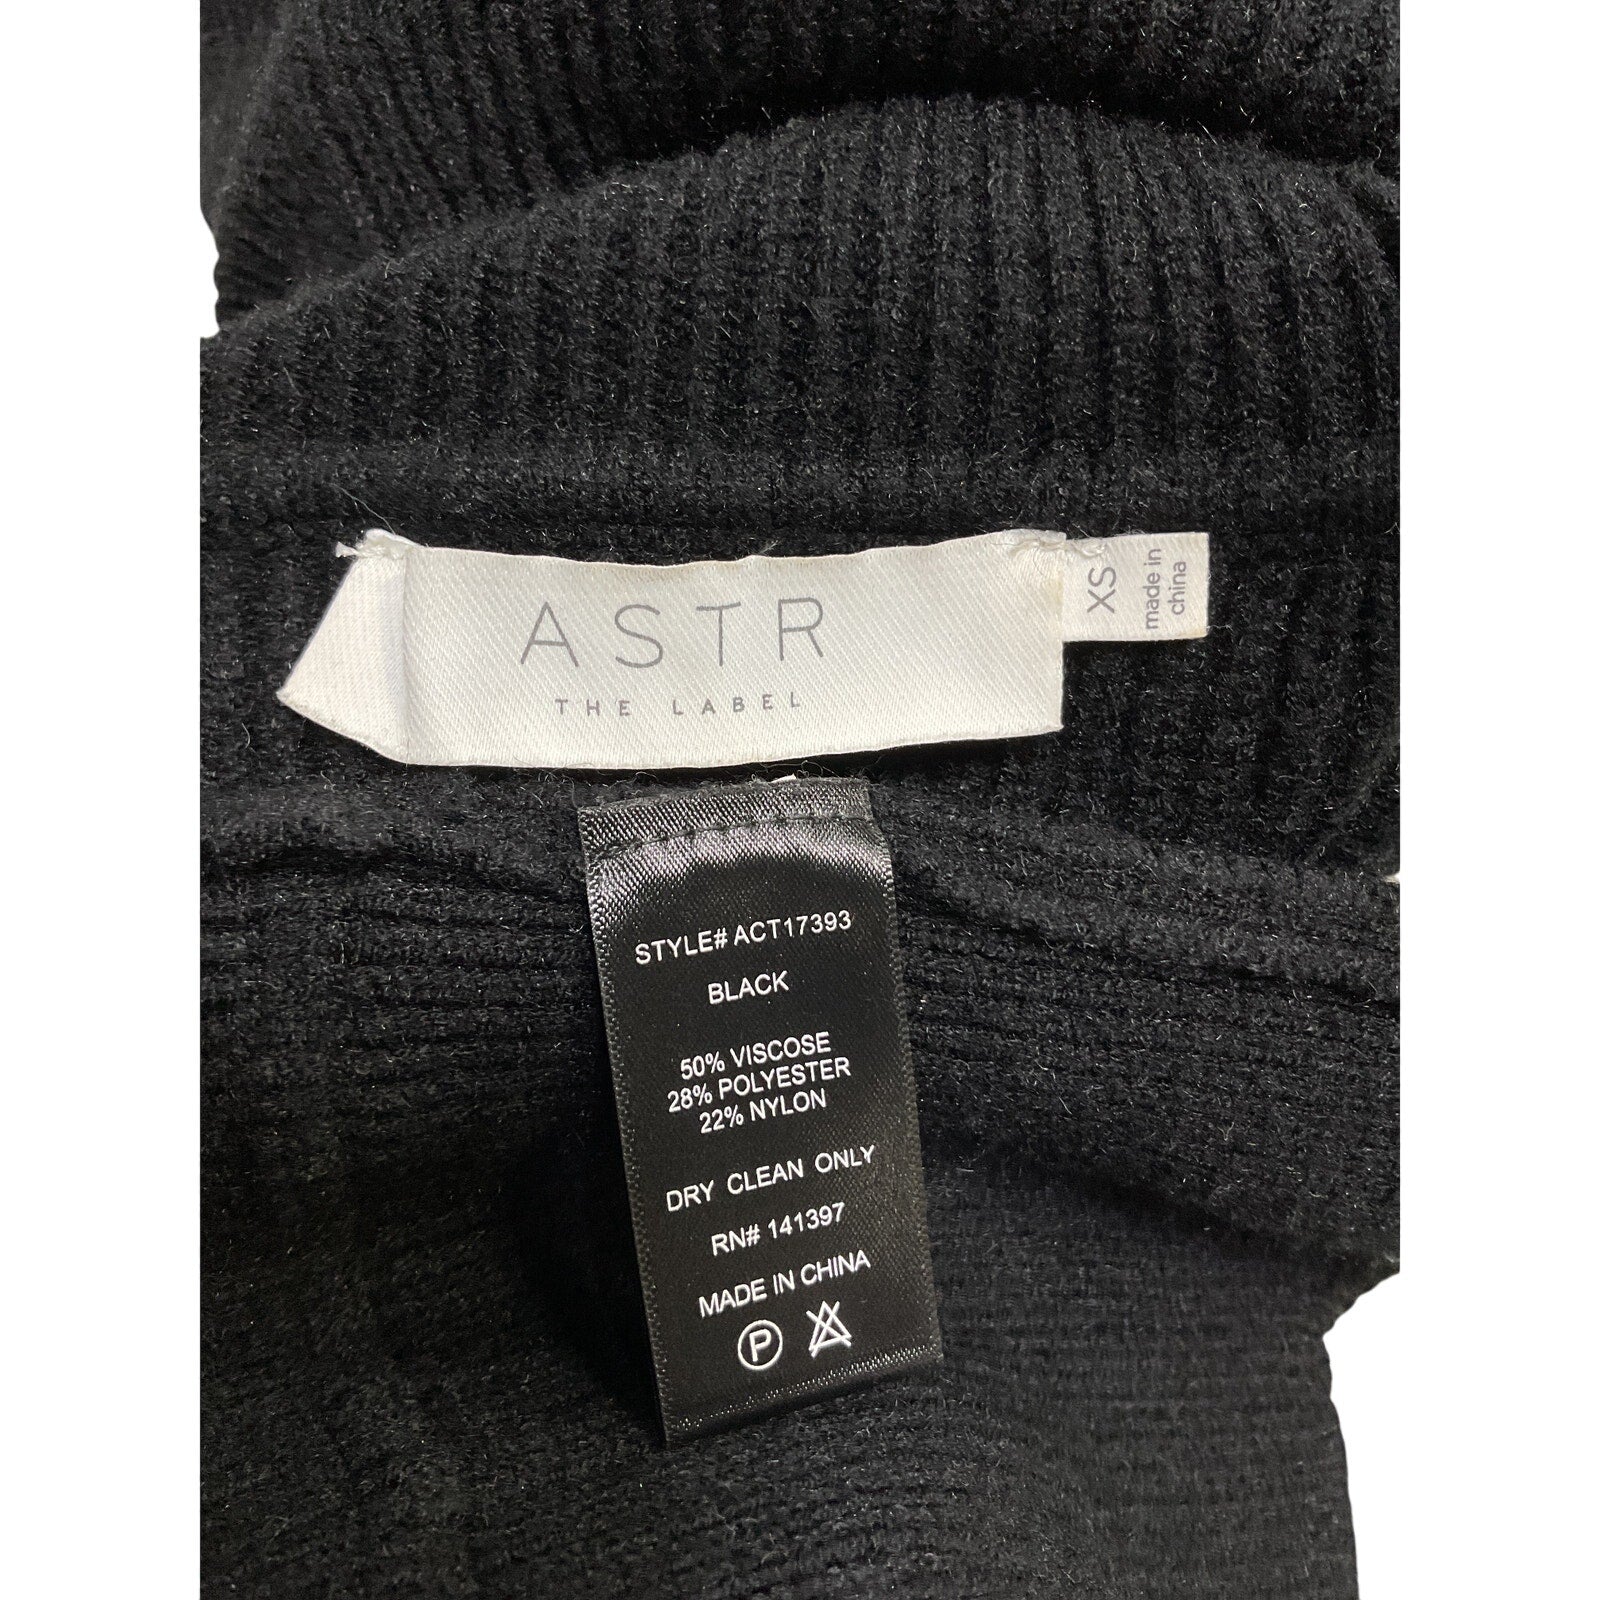 ASTR
THE LABEL
XS
made in
china
STYLE# ACT17393
BLACK
50% VISCOSE
28% POLYESTER
22% NYLON
DRY CLEAN ONLY
RN# 141397
MADE IN CHINA
P